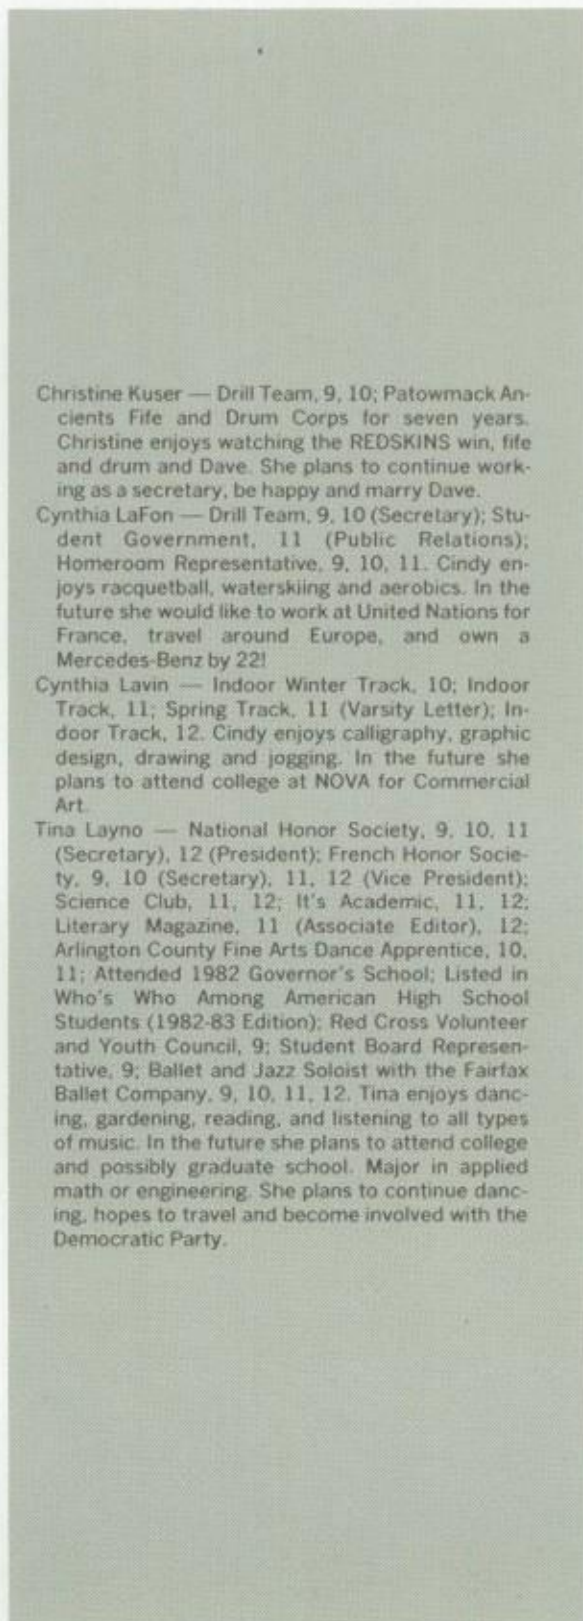 Christine Kuser — Drill Team, 9, 10; Patowmack An-
cients Fife and Drum Corps for seven years.
Christine enjoys watching the REDSKINS win, fife
and drum and Dave. She plans to continue work-
ing as a secretary, be happy and marry Dave.
Cynthia LaFon — Drill Team, 9, 10 (Secretary); Stu-
dent Government, 11 (Public Relations);
Homeroom Representative, 9, 10, 11. Cindy en-
joys racquetball, waterskiing and aerobics. In the
future she would like to work at United Nations for
France, travel around Europe, and own a
Mercedes-Benz by 22!
Cynthia Lavin — Indoor Winter Track, 10; Indoor
Track, 11; Spring Track, 11 (Varsity Letter); In-
door Track, 12. Cindy enjoys calligraphy, graphic
design, drawing and jogging. In the future she
plans to attend college at NOVA for Commercial
Art.
Tina Layno — National Honor Society, 9, 10, 11
(Secretary), 12 (President); French Honor Socie-
ty, 9, 10 (Secretary), 11, 12 (Vice President);
Science Club, 11, 12; It's Academic, 11, 12;
Literary Magazine, 11 (Associate Editor), 12;
Arlington County Fine Arts Dance Apprentice, 10,
11; Attended 1982 Governor's School; Listed in
Who's Who Among American High School
Students (1982-83 Edition); Red Cross Volunteer
and Youth Council, 9; Student Board Represen-
tative, 9; Ballet and Jazz Soloist with the Fairfax
Ballet Company, 9, 10, 11, 12. Tina enjoys danc-
ing, gardening, reading, and listening to all types
of music. In the future she plans to attend college
and possibly graduate school. Major in applied
math or engineering. She plans to continue danc-
ing, hopes to travel and become involved with the
Democratic Party.